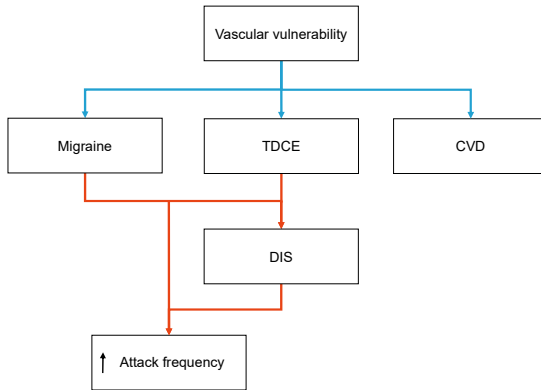 Vascular vulnerability
Migraine
TDCE
CVD
DIS
Attack frequency